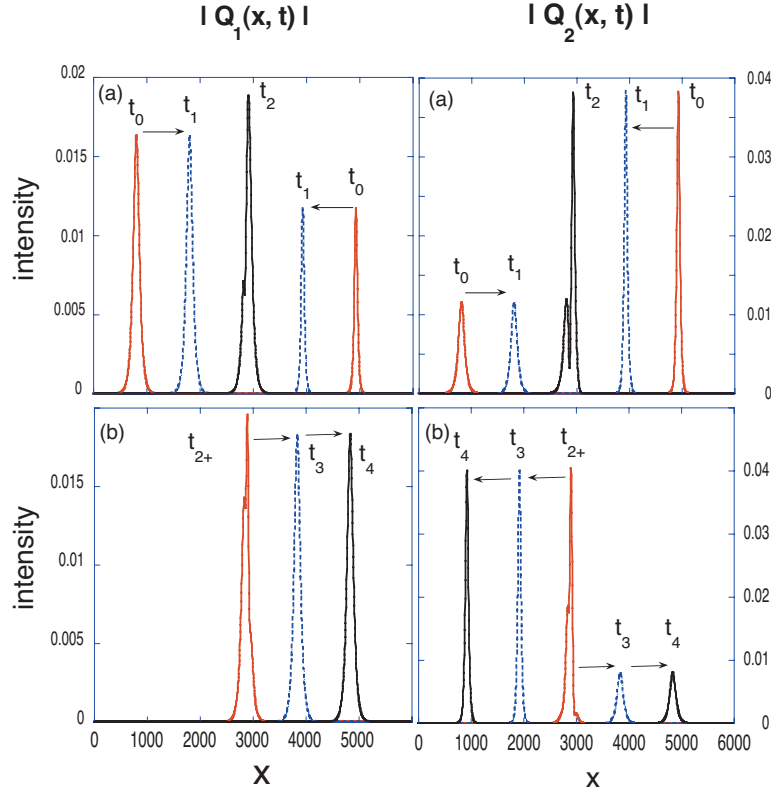 | Q1(x, t) |
| Q2(x, t) |
0.02
(a)
t0
t1
t2
t1
t0
0.015
0.01
0.005
0
intensity
(a)
t2
t1
t0
t0
t1
0.04
0.03
0.02
0.01
0
(b)
t2+
t3
t4
0.015
0.01
0.005
0
intensity
0 1000 2000 3000 4000 5000
X
(b)
t4
t3
t2+
t3
t4
0.04
0.03
0.02
0.01
0
0 1000 2000 3000 4000 5000 6000
x